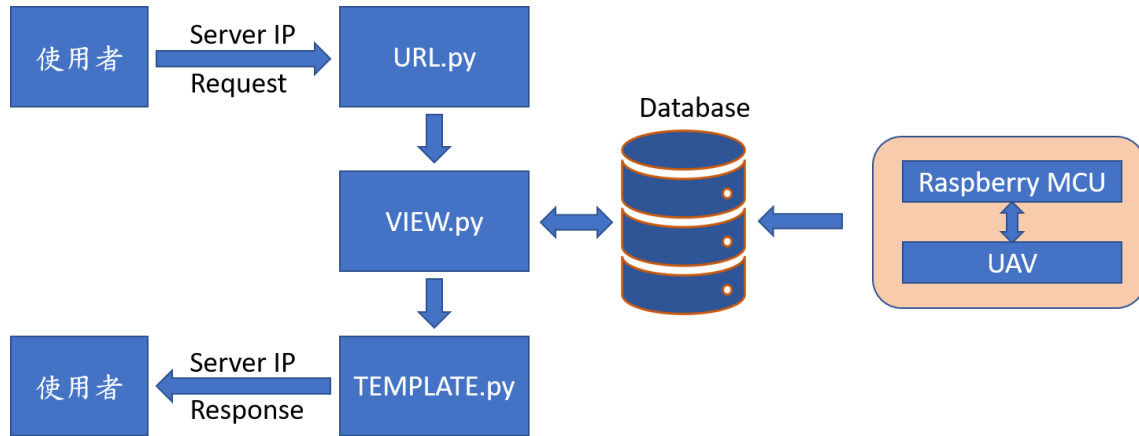 使用者
Server IP
Request
URL.py
Database
VIEW.py
Raspberry MCU
UAV
使用者
Server IP
Response
TEMPLATE.py